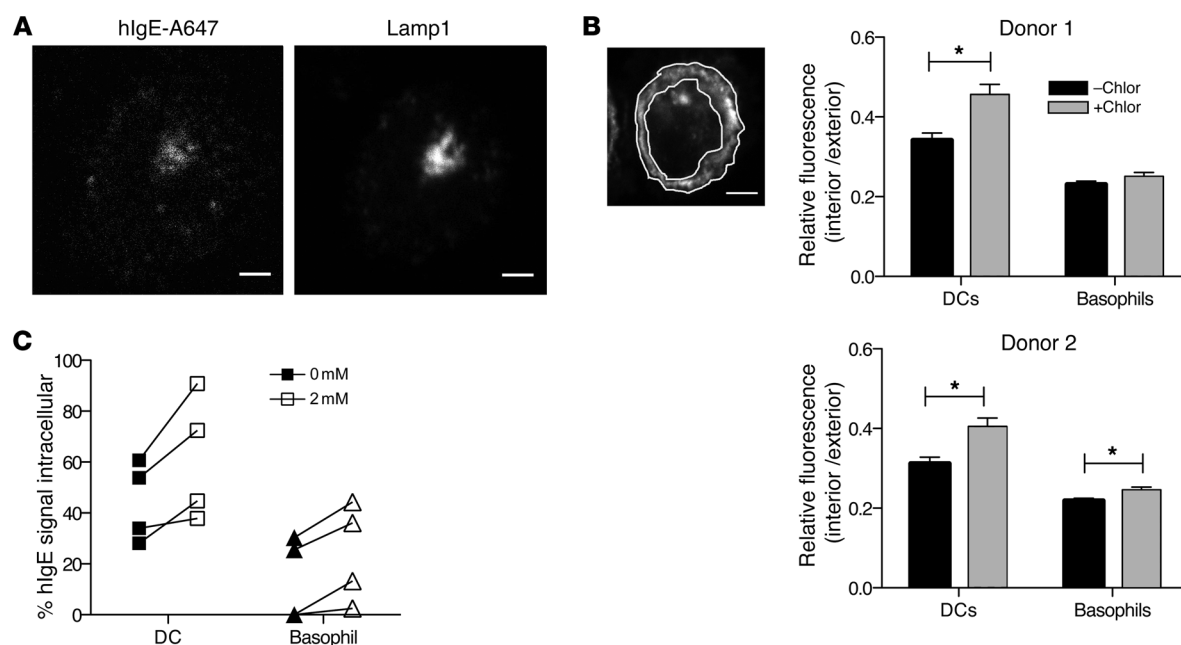 A
hIgE-A647
Lamp1
B
Donor 1
0.6
0.4
0.2
0.0
Relative fluorescence
(interior /exterior)
*
–Chlor
+Chlor
DCs
Basophils
C
100
80
60
40
20
0
% hIgE signal intracellular
0 mM
2 mM
DC
Basophil
Donor 2
0.6
0.4
0.2
0.0
Relative fluorescence
(interior /exterior)
*
*
DCs
Basophils